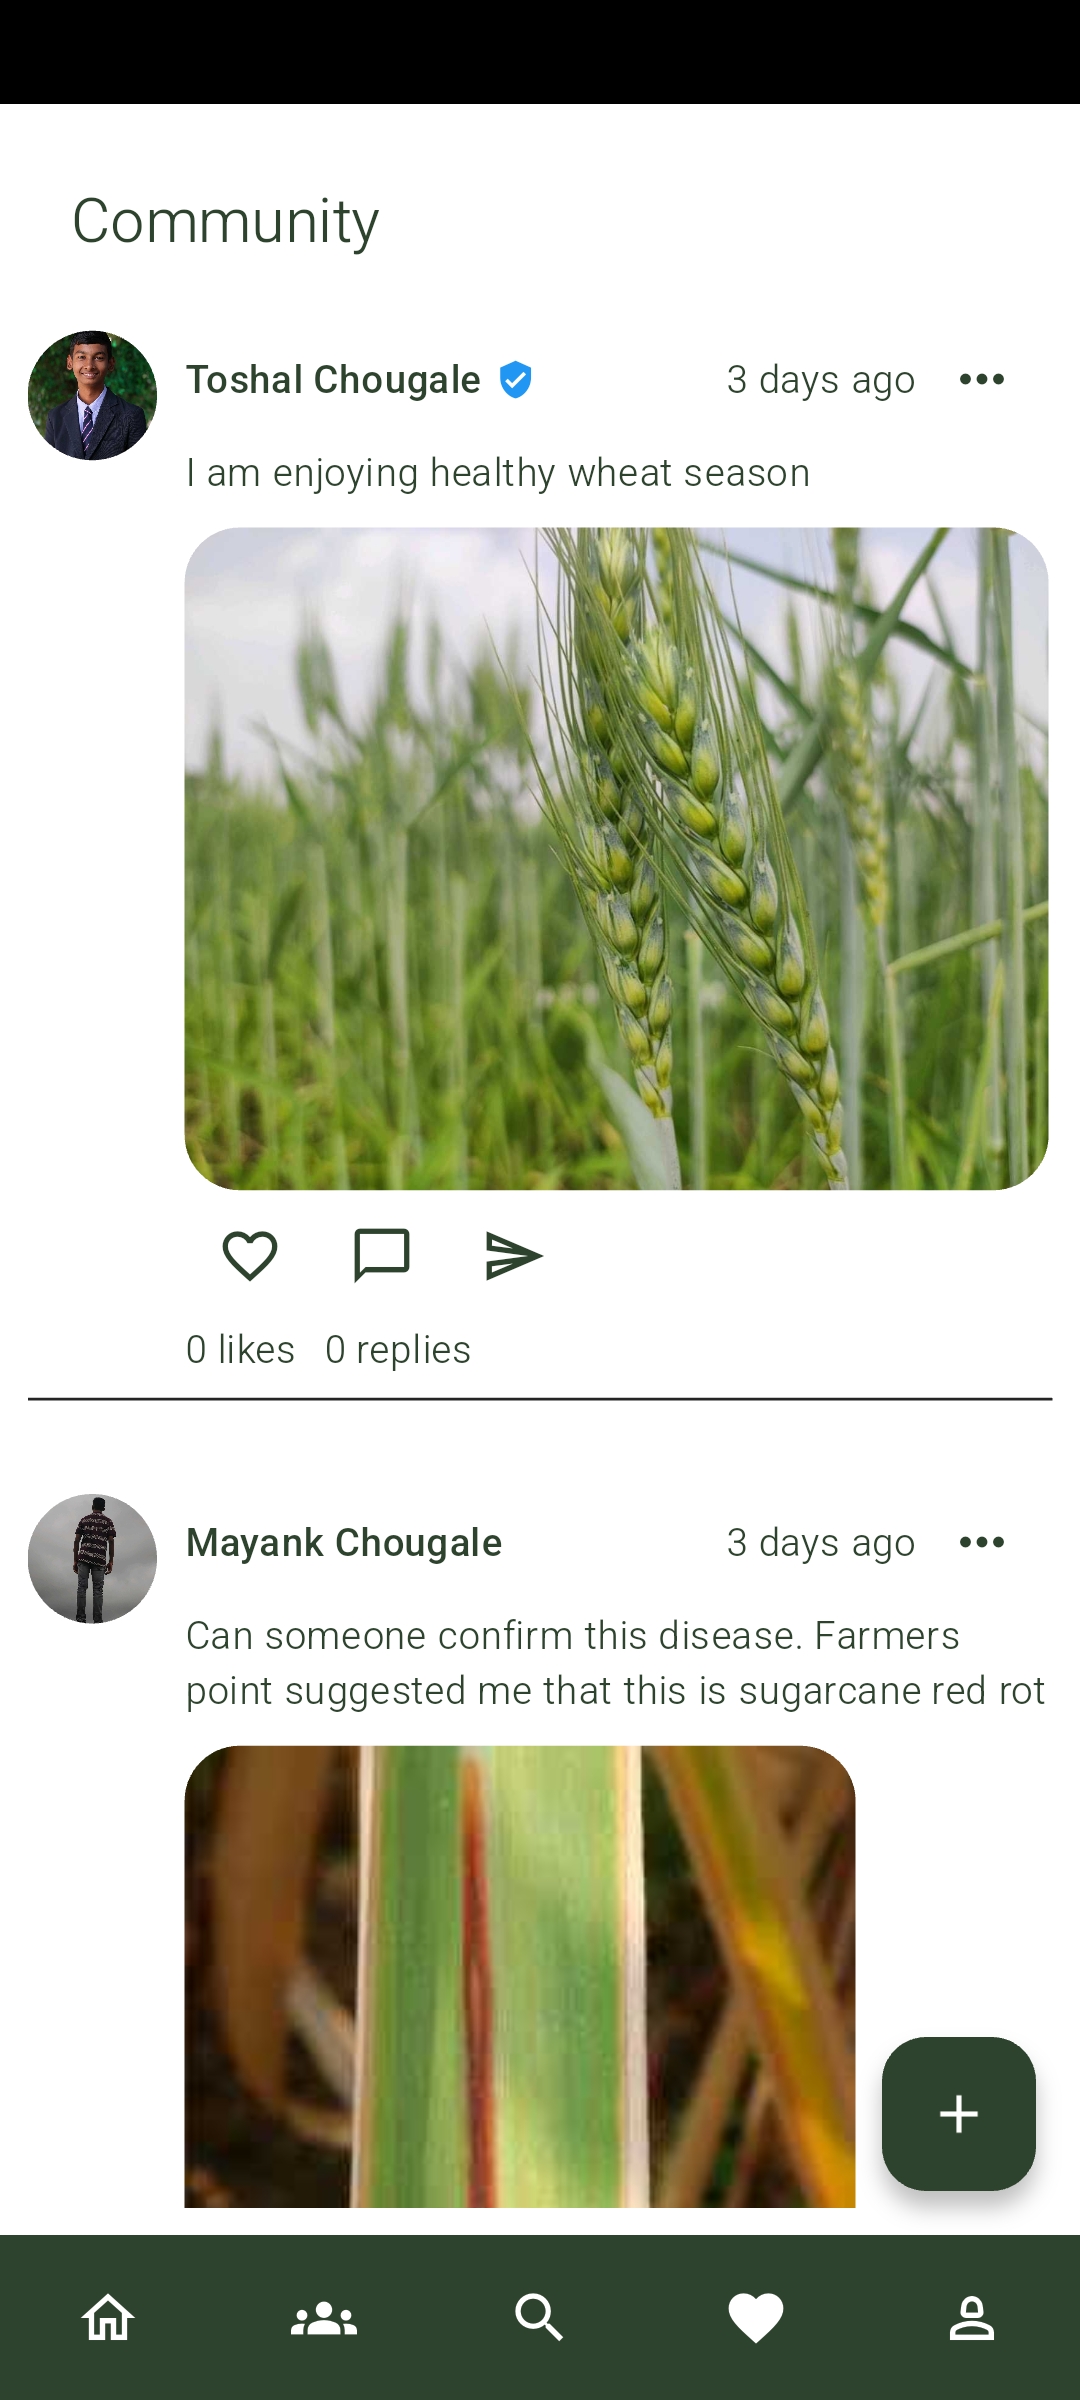 Community
Toshal Chougale 3 days ago
I am enjoying healthy wheat season
0 likes 0 replies
Mayank Chougale 3 days ago
Can someone confirm this disease. Farmers
point suggested me that this is sugarcane red rot